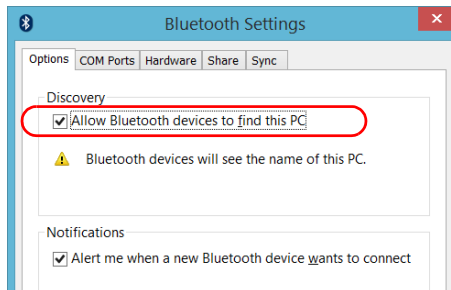 Bluetooth Settings
Options COM Ports Hardware Share Sync
Discovery
Allow Bluetooth devices to find this PC
Bluetooth devices will see the name of this PC.
Notifications
Alert me when a new Bluetooth device wants to connect